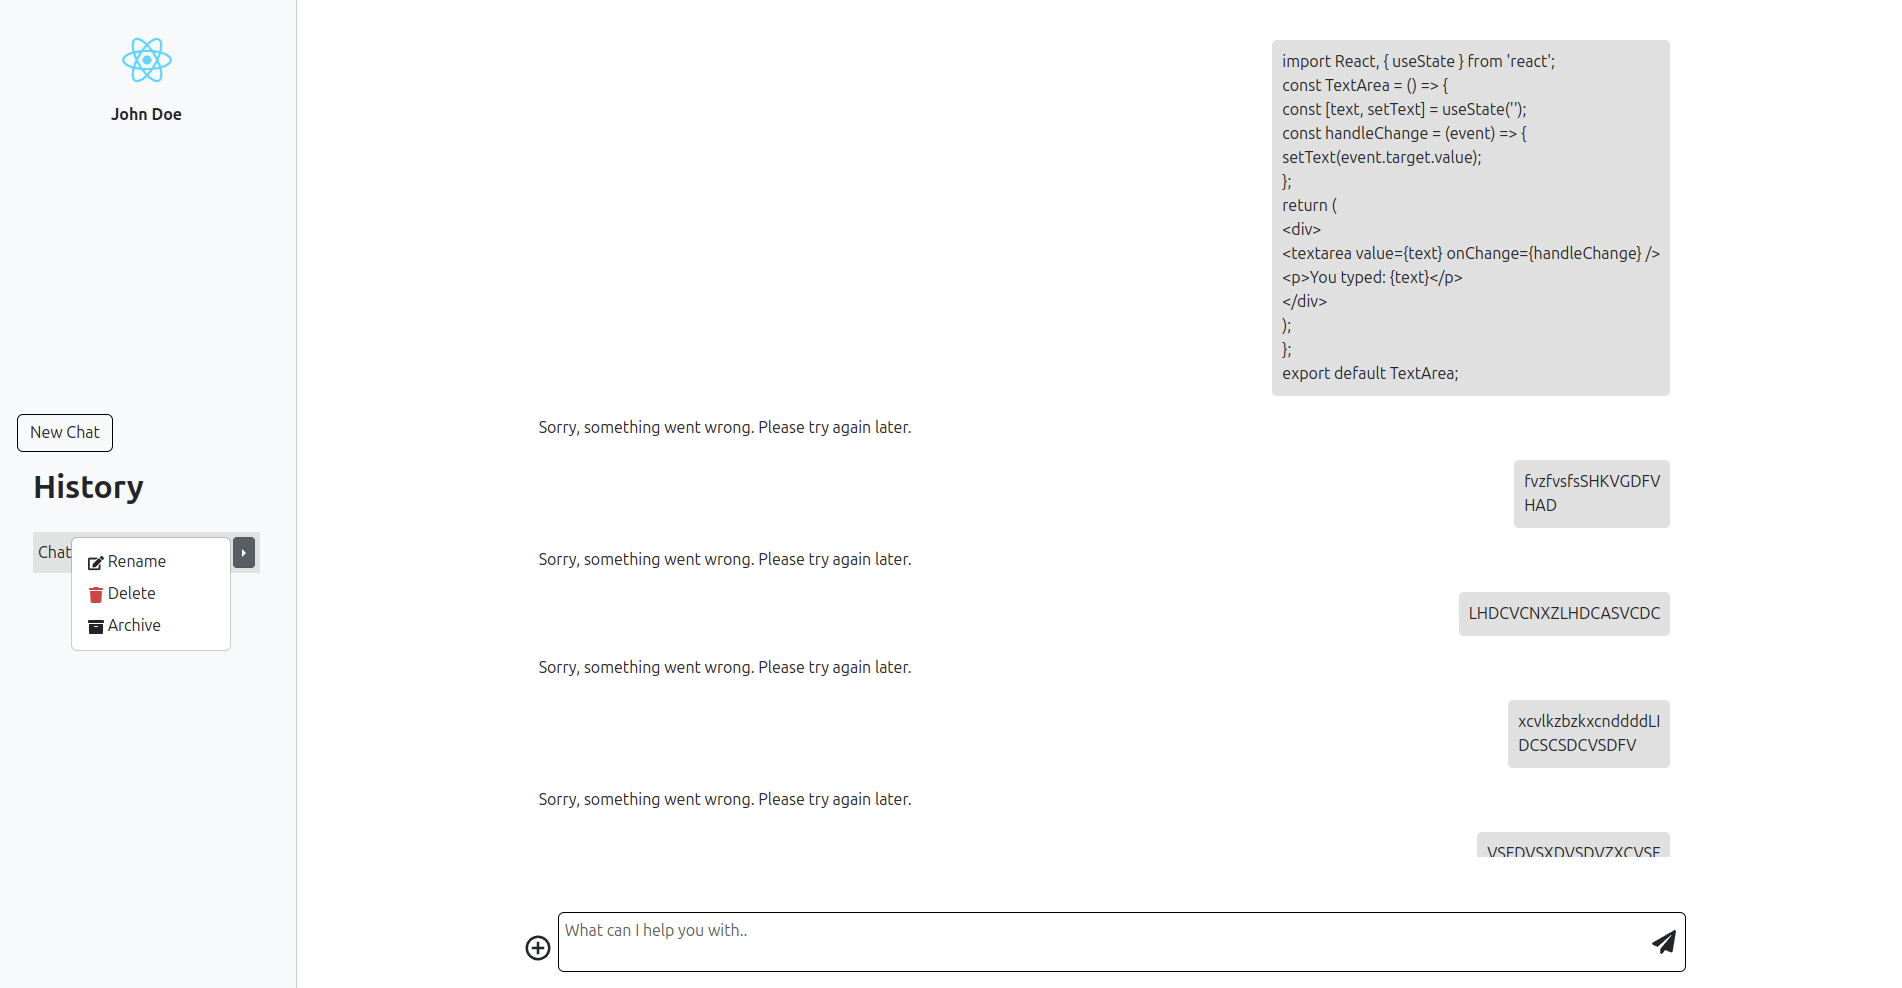 John Doe
New Chat
History
Chat
Rename
Delete
Archive
import React, { useState } from 'react';
const TextArea = () => {
const [text, setText] = useState('');
const handleChange = (event) => {
setText(event.target.value);
};
return (
<div>
<textarea value={text} onChange={handleChange} />
<p>You typed: {text}</p>
</div>
);
};
export default TextArea;
Sorry, something went wrong. Please try again later.
fvzfvsfsSHKVGDFV
HAD
Sorry, something went wrong. Please try again later.
LHDCVCNXZLHDCASVCDC
Sorry, something went wrong. Please try again later.
xcvlkzbzkxcnddddLI
DCSCSDCVSDFV
Sorry, something went wrong. Please try again later.
What can I help you with..